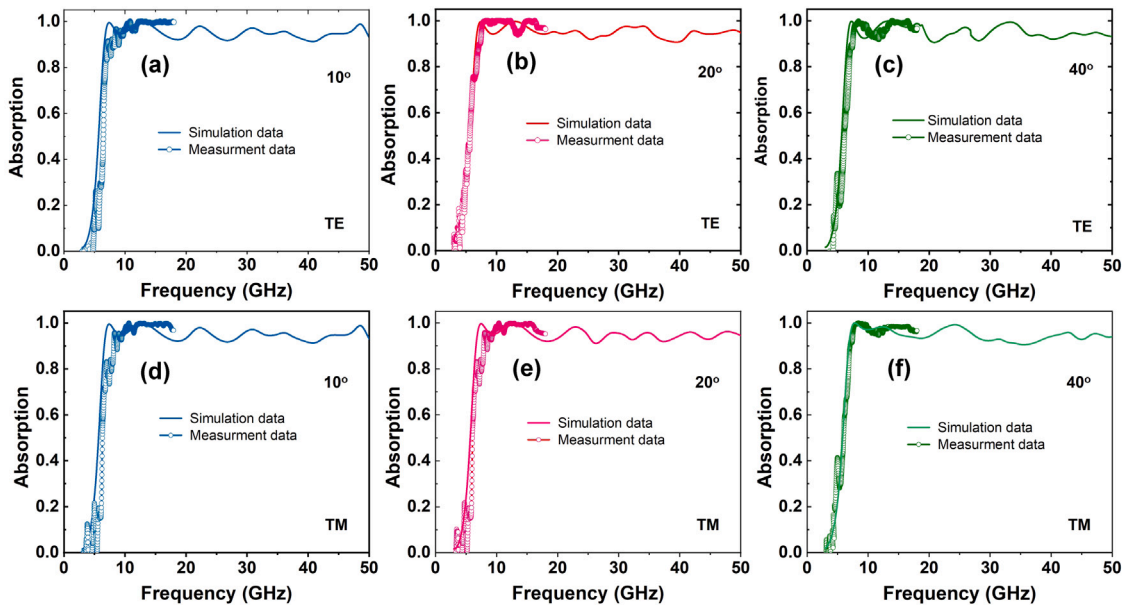 1.0
0.8
0.6
0.4
0.2
0.0
Absorption
(a)
10o
Simulation data
Measurment data
TE
0 10 20 30 40 50
Frequency (GHz)
1.0
0.8
0.6
0.4
0.2
0.0
Absorption
(b)
20o
Simulation data
Measurment data
TE
0 10 20 30 40 50
Frequency (GHz)
1.0
0.8
0.6
0.4
0.2
0.0
Absorption
(c)
40o
Simulation data
Measurement data
TE
0 10 20 30 40 50
Frequency (GHz)
1.0
0.8
0.6
0.4
0.2
0.0
Absorption
(d)
10o
Simulation data
Measurment data
TM
0 10 20 30 40 50
Frequency (GHz)
1.0
0.8
0.6
0.4
0.2
0.0
Absorption
(e)
20o
Simulation data
Measurment data
TM
0 10 20 30 40 50
Frequency (GHz)
1.0
0.8
0.6
0.4
0.2
0.0
Absorption
(f)
40o
Simulation data
Measurment data
TM
0 10 20 30 40 50
Frequency (GHz)